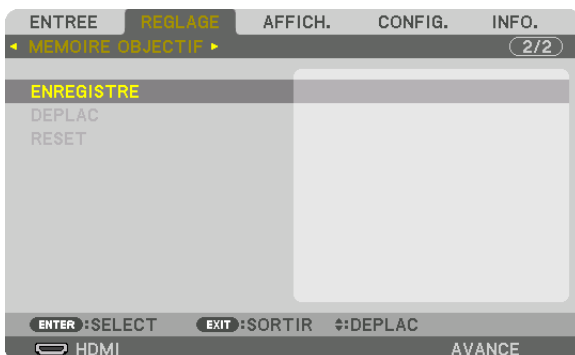 ENTREE REGLAGE AFFICH. CONFIG. INFO.
MEMOIRE OBJECTIF 2/2
ENREGISTRE
DEPLAC
RESET
ENTER :SELECT EXIT :SORTIR :DEPLAC
HDMI AVANCE